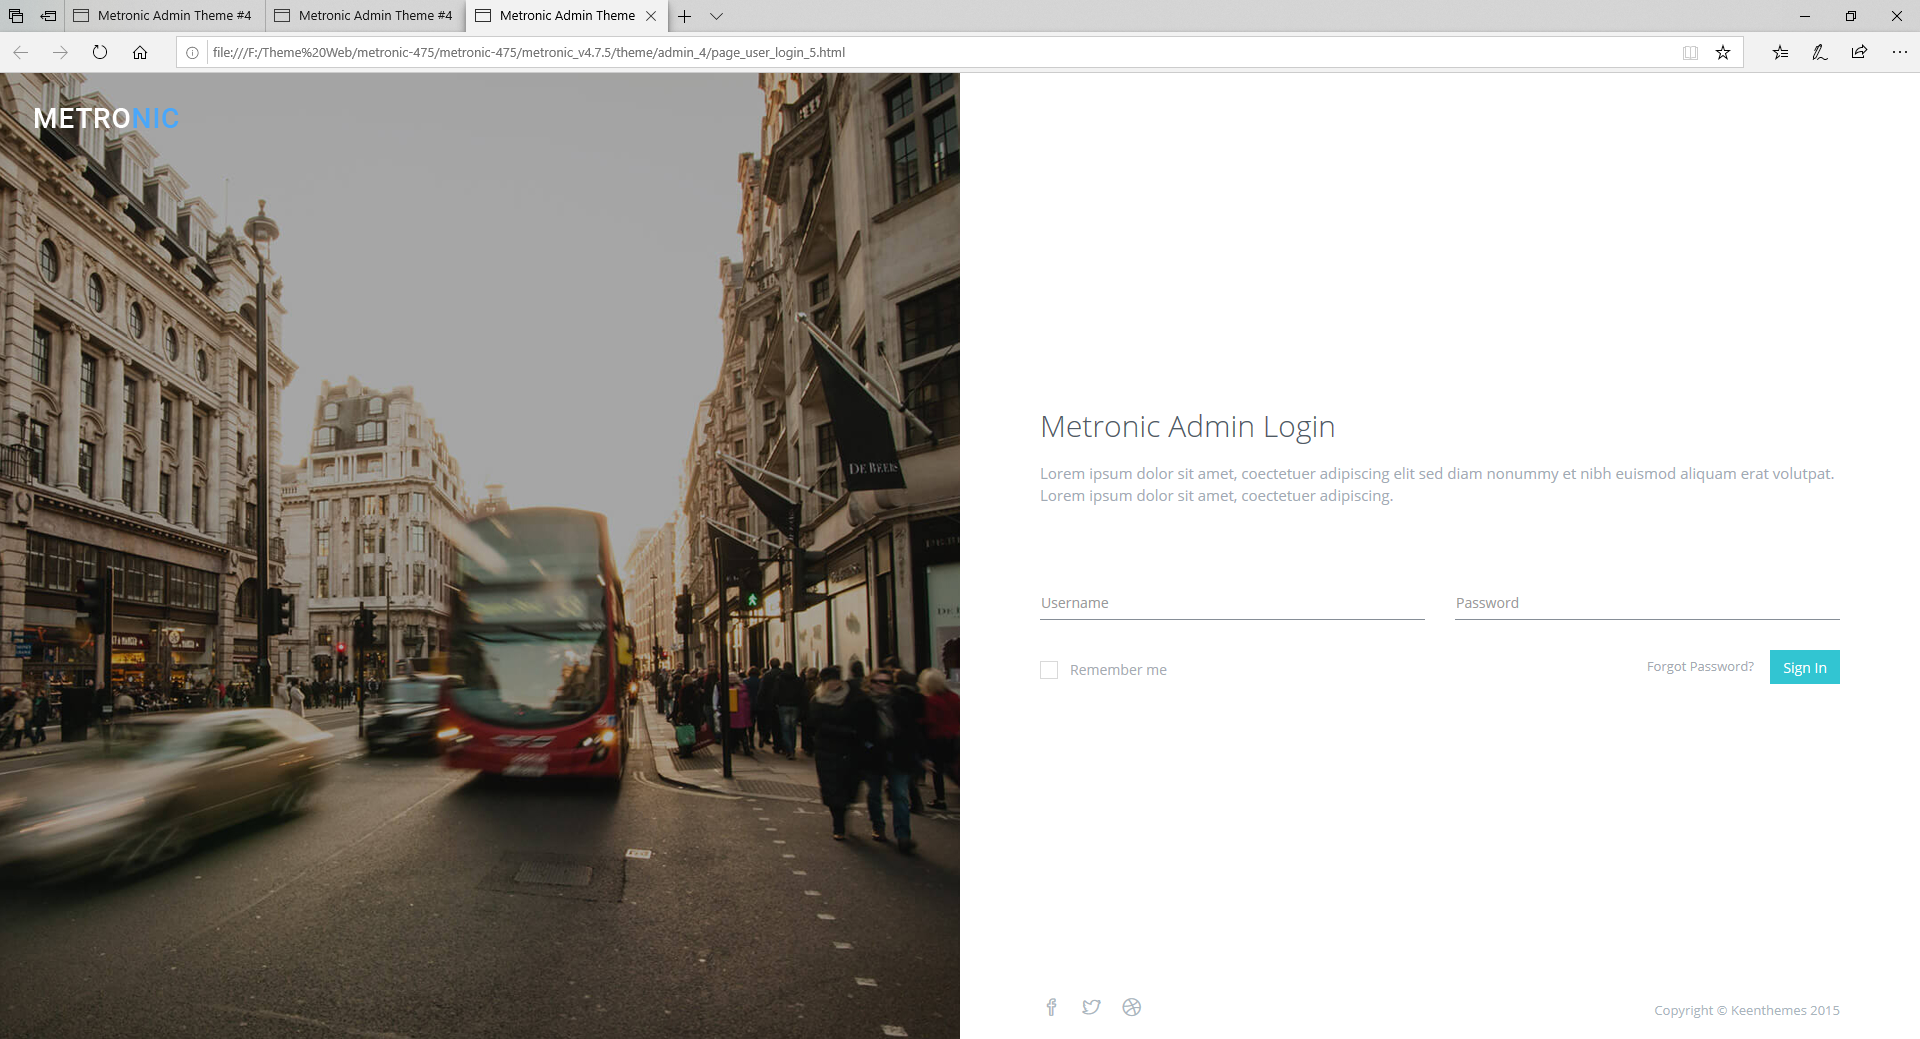 Metronic Admin Theme #4
Metronic Admin Theme #4
Metronic Admin Theme
file:///F:/Theme%20Web/metronic-475/metronic-475/metronic_v4.7.5/theme/admin_4/page_user_login_5.html
METRONIC
DE BEERS
Metronic Admin Login
Lorem ipsum dolor sit amet, coectetuer adipiscing elit sed diam nonummy et nibh euismod aliquam erat volutpat.
Lorem ipsum dolor sit amet, coectetuer adipiscing.
Username
Password
Remember me
Forgot Password?
Sign In
Copyright © Keenthemes 2015